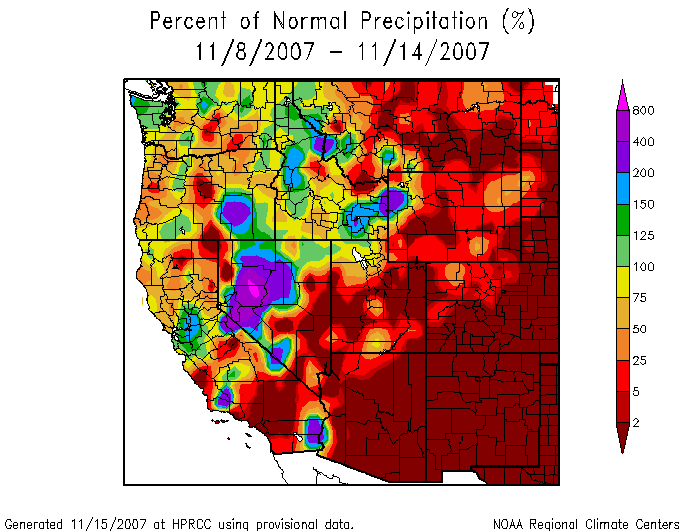 Percent of Normal Precipitation (%)
11/8/2007 – 11/14/2007
800
400
200
150
125
100
75
50
25
5
2
Generated 11/15/2007 at HPRCC using provisional data.
NOAA Regional Climate Centers